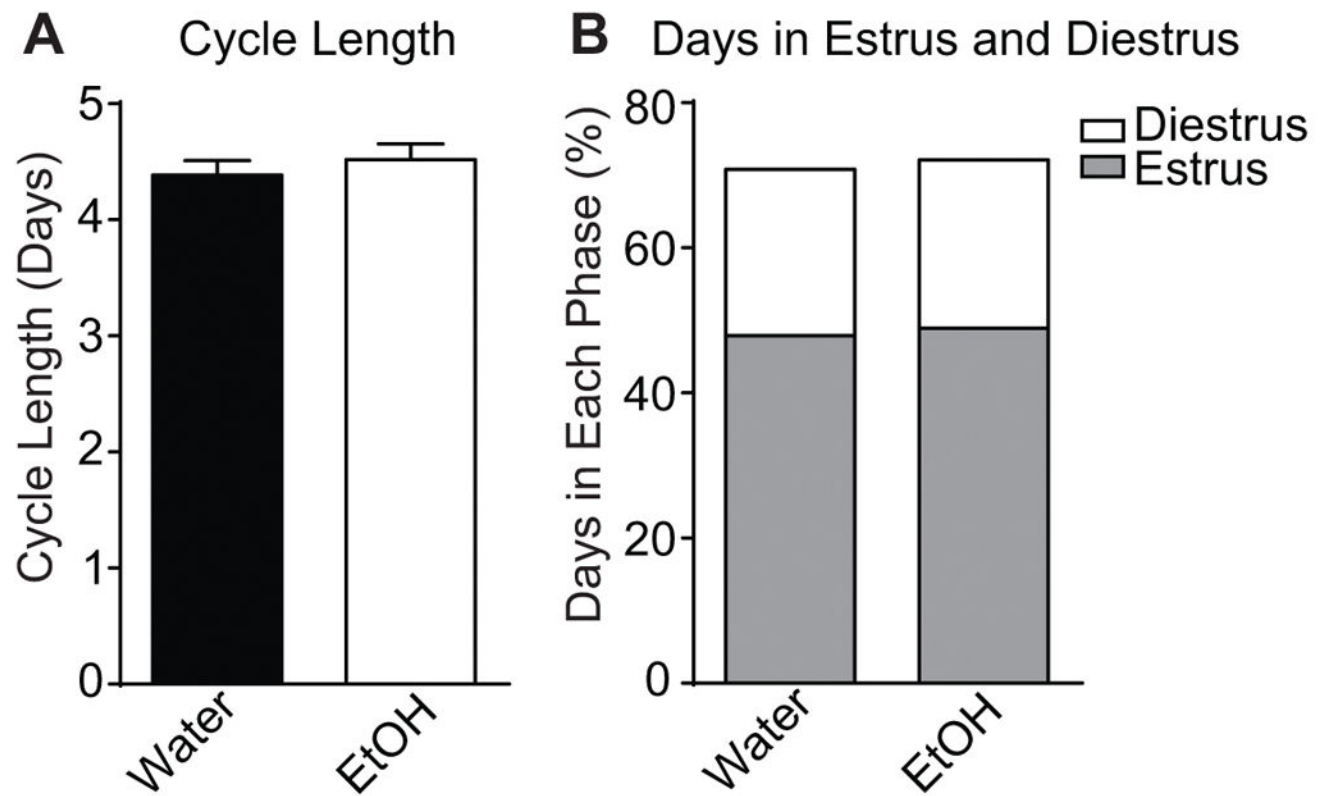 A Cycle Length
Cycle Length (Days)
5
4
3
2
1
0
Water
EtOH
B Days in Estrus and Diestrus
Days in Each Phase (%)
80
60
40
20
0
Water
EtOH
Diestrus
Estrus